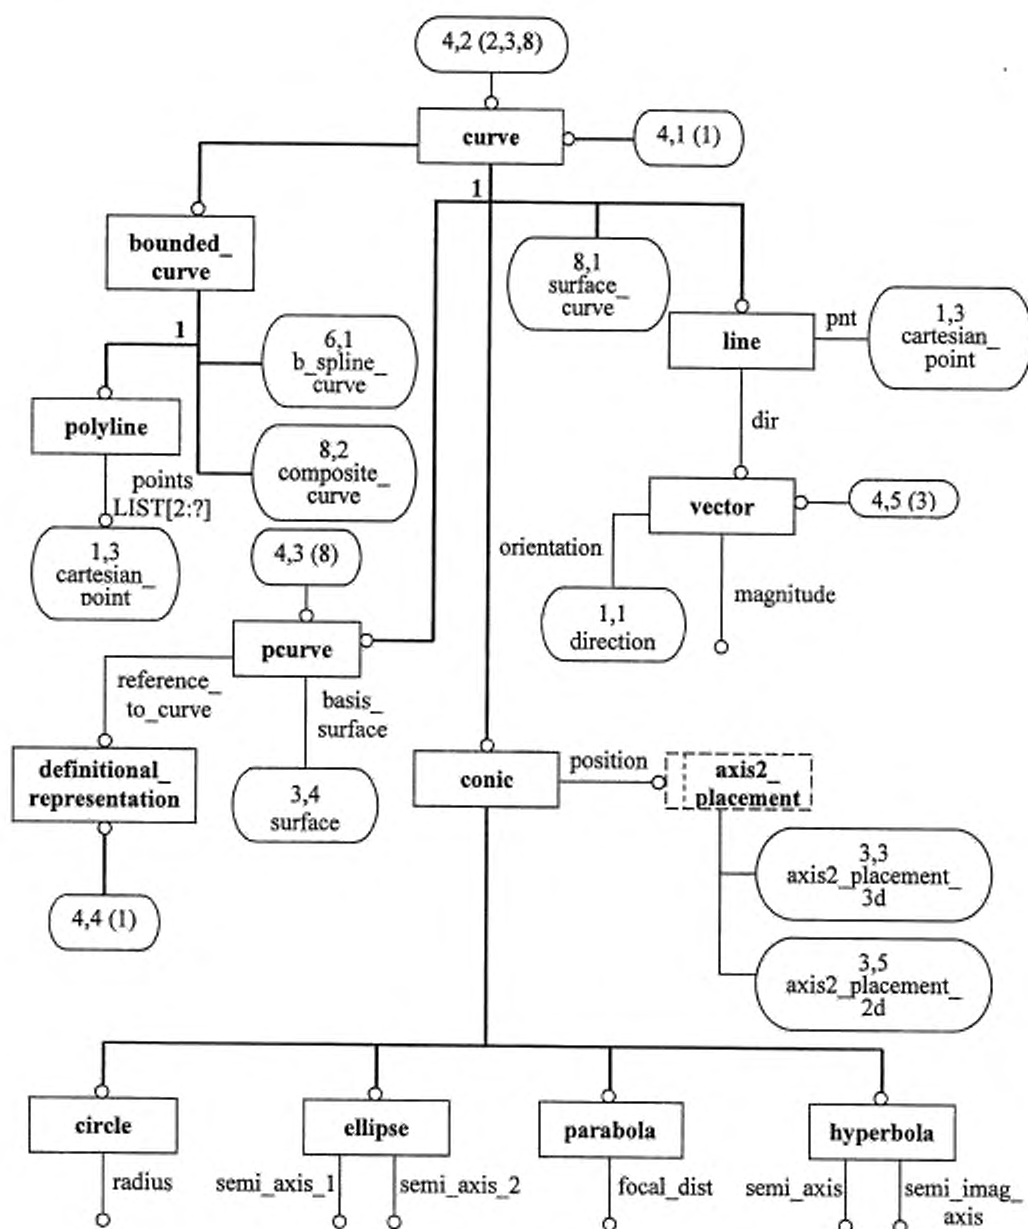 4,2 (2,3,8)
curve
4,1 (1)
1
bounded_
curve
8,1
surface_
curve
line
pnt
1,3
cartesian_
point
1
6,1
b_spline_
curve
polyline
dir
8,2
composite_
curve
points
LIST[2:?]
vector
4,5 (3)
1,3
cartesian_
point
4,3 (8)
orientation
magnitude
1,1
direction
pcurve
reference_
to_curve
basis_
surface
definitional_
representation
3,4
surface
conic
position
axis2_
placement
3,3
axis2_placement_
3d
4,4 (1)
3,5
axis2_placement_
2d
circle
ellipse
parabola
hyperbola
radius
semi_axis_1
semi_axis_2
focal_dist
semi_axis
semi_imag_
axis